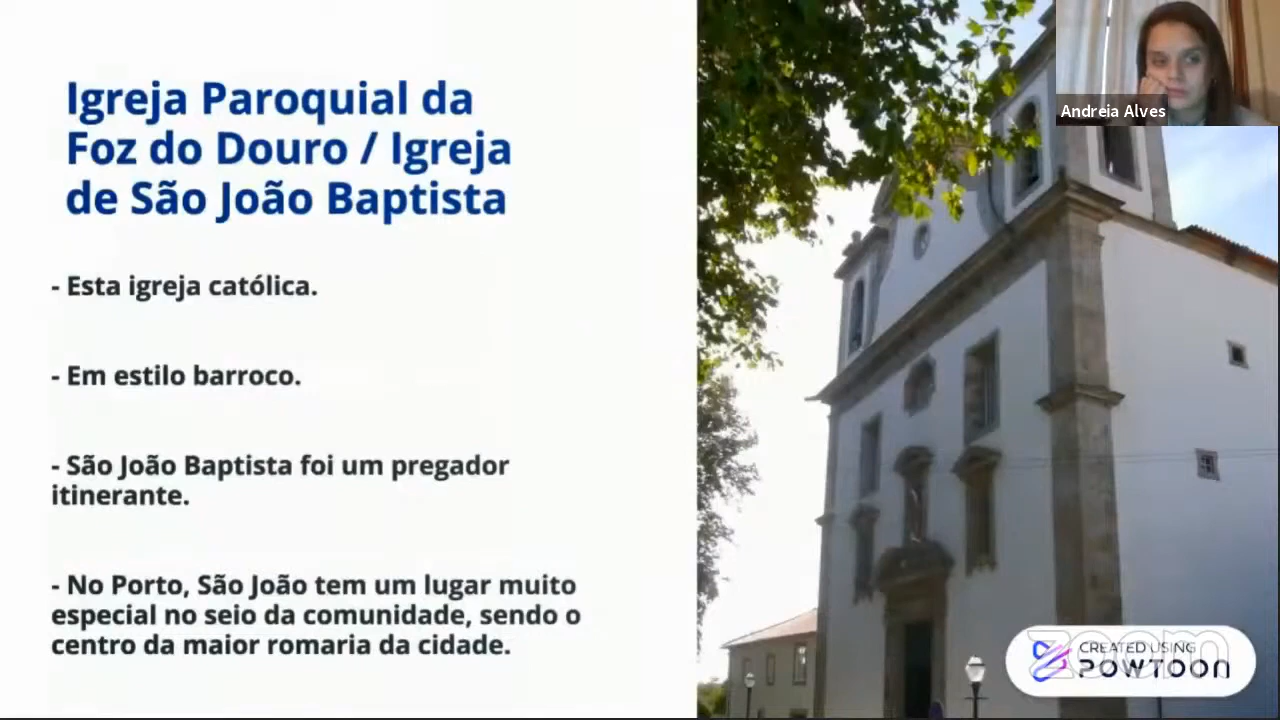 Igreja Paroquial da
Foz do Douro / Igreja
de São João Baptista
- Esta igreja católica.
- Em estilo barroco.
- São João Baptista foi um pregador
itinerante.
- No Porto, São João tem um lugar muito
especial no seio da comunidade, sendo o
centro da maior romaria da cidade.
Andreia Alves
zoom
CREATED USING
POWTOON